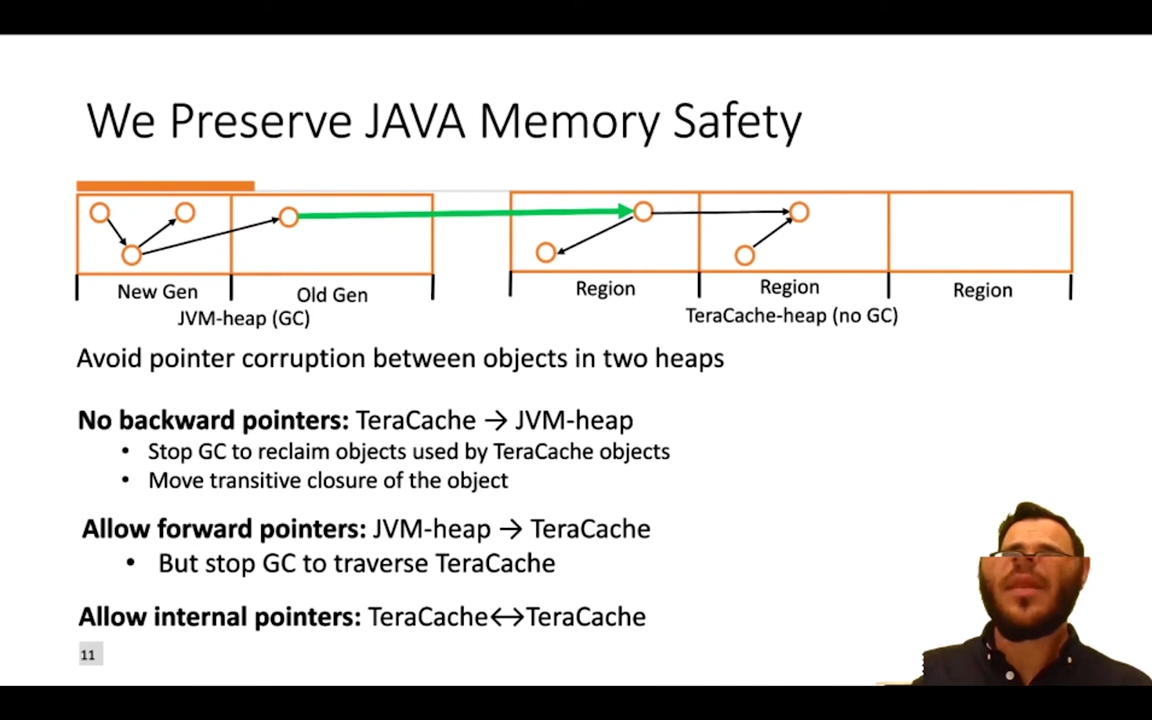 We Preserve JAVA Memory Safety
New Gen
Old Gen
JVM-heap (GC)
Region
Region
Region
TeraCache-heap (no GC)
Avoid pointer corruption between objects in two heaps
No backward pointers: TeraCache → JVM-heap
• Stop GC to reclaim objects used by TeraCache objects
• Move transitive closure of the object
Allow forward pointers: JVM-heap → TeraCache
• But stop GC to traverse TeraCache
Allow internal pointers: TeraCache↔TeraCache
11